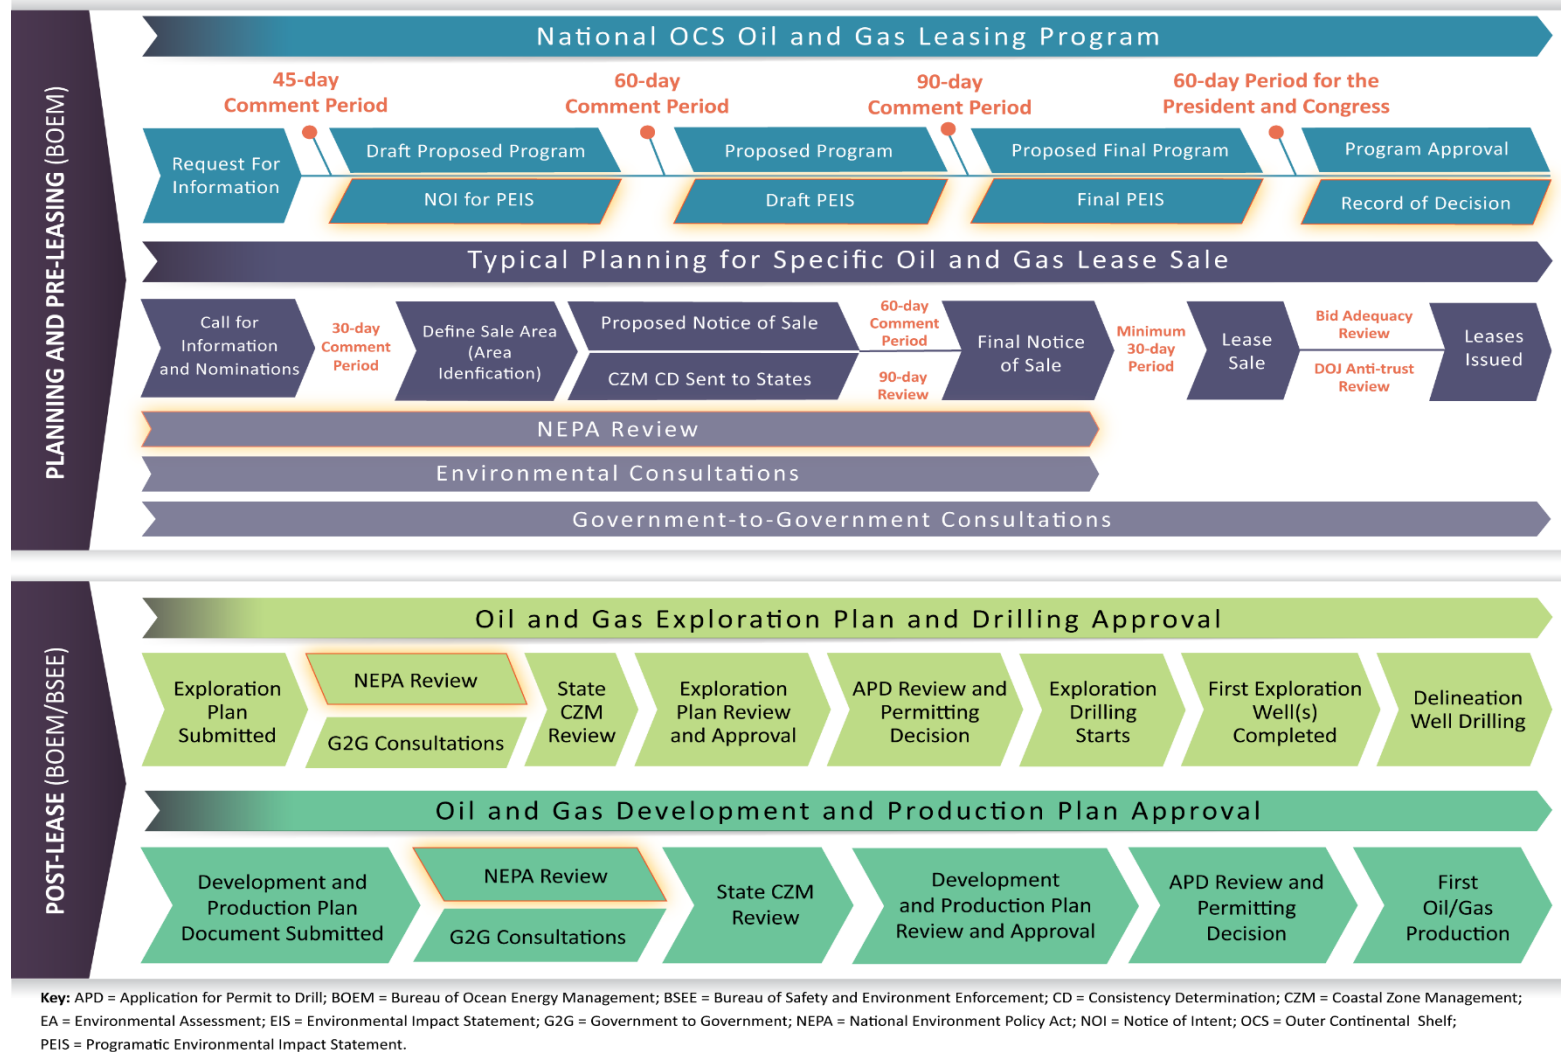 PLANNING AND PRE-LEASING (BOEM)
National OCS Oil and Gas Leasing Program
45-day
Comment Period
60-day
Comment Period
90-day
Comment Period
60-day Period for the
President and Congress
Request For
Information
Draft Proposed Program
NOI for PEIS
Proposed Program
Draft PEIS
Proposed Final Program
Final PEIS
Program Approval
Record of Decision
Typical Planning for Specific Oil and Gas Lease Sale
Call for
Information
and Nominations
30-day
Comment
Period
Define Sale Area
(Area
Idenfication)
Proposed Notice of Sale
CZM CD Sent to States
60-day
Comment
Period
90-day
Review
Final Notice
of Sale
Minimum
30-day
Period
Lease
Sale
Bid Adequacy
Review
DOJ Anti-trust
Review
Leases
Issued
NEPA Review
Environmental Consultations
Government-to-Government Consultations
POST-LEASE (BOEM/BSEE)
Oil and Gas Exploration Plan and Drilling Approval
Exploration
Plan
Submitted
NEPA Review
G2G Consultations
State
CZM
Review
Exploration
Plan Review
and Approval
APD Review and
Permitting
Decision
Exploration
Drilling
Starts
First Exploration
Well(s)
Completed
Delineation
Well Drilling
Oil and Gas Development and Production Plan Approval
Development and
Production Plan
Document Submitted
NEPA Review
G2G Consultations
State CZM
Review
Development
and Production Plan
Review and Approval
APD Review and
Permitting
Decision
First
Oil/Gas
Production
Key: APD = Application for Permit to Drill; BOEM = Bureau of Ocean Energy Management; BSEE = Bureau of Safety and Environment Enforcement; CD = Consistency Determination; CZM = Coastal Zone Management;
EA = Environmental Assessment; EIS = Environmental Impact Statement; G2G = Government to Government; NEPA = National Environment Policy Act; NOI = Notice of Intent; OCS = Outer Continental Shelf;
PEIS = Programatic Environmental Impact Statement.